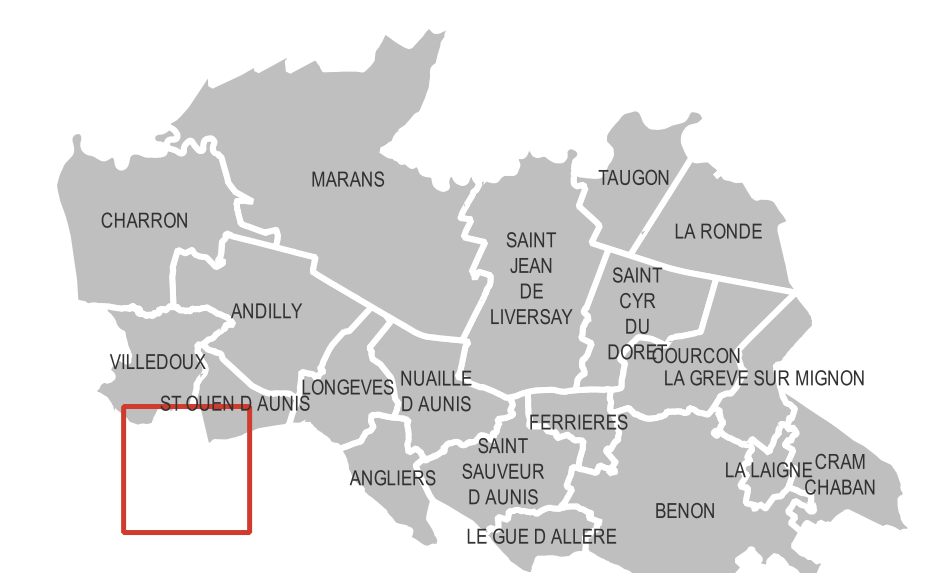 MARANS
TAUGON
CHARRON
LA RONDE
SAINT
JEAN
DE
LIVERSAY
SAINT
CYR
DU
DORET
ANDILLY
COURCON
VILLEDOUX
LA GREVE SUR MIGNON
LONGEVES
NUAILLE
D AUNIS
ST OUEN D AUNIS
FERRIERES
SAINT
SAUVEUR
D AUNIS
ANGLIERS
LA LAIGNE
CRAM
CHABAN
BENON
LE GUE D ALLERE